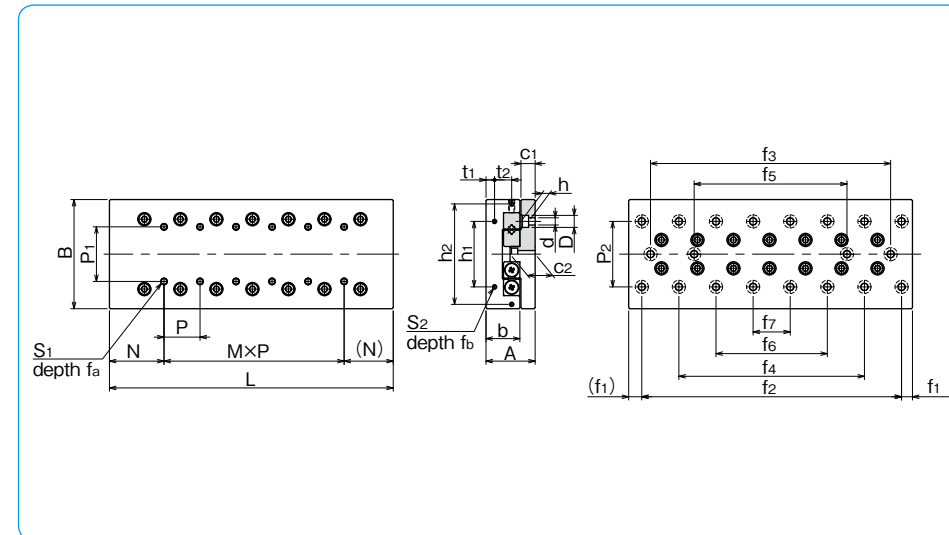 B
P1
S1
depth fa
P
N
M×P
(N)
L
c1
t1
t2
h
h2
h1
d
D
c2
S2
depth fb
b
A
f3
f5
P2
f7
f6
f4
(f1)
f2
f1